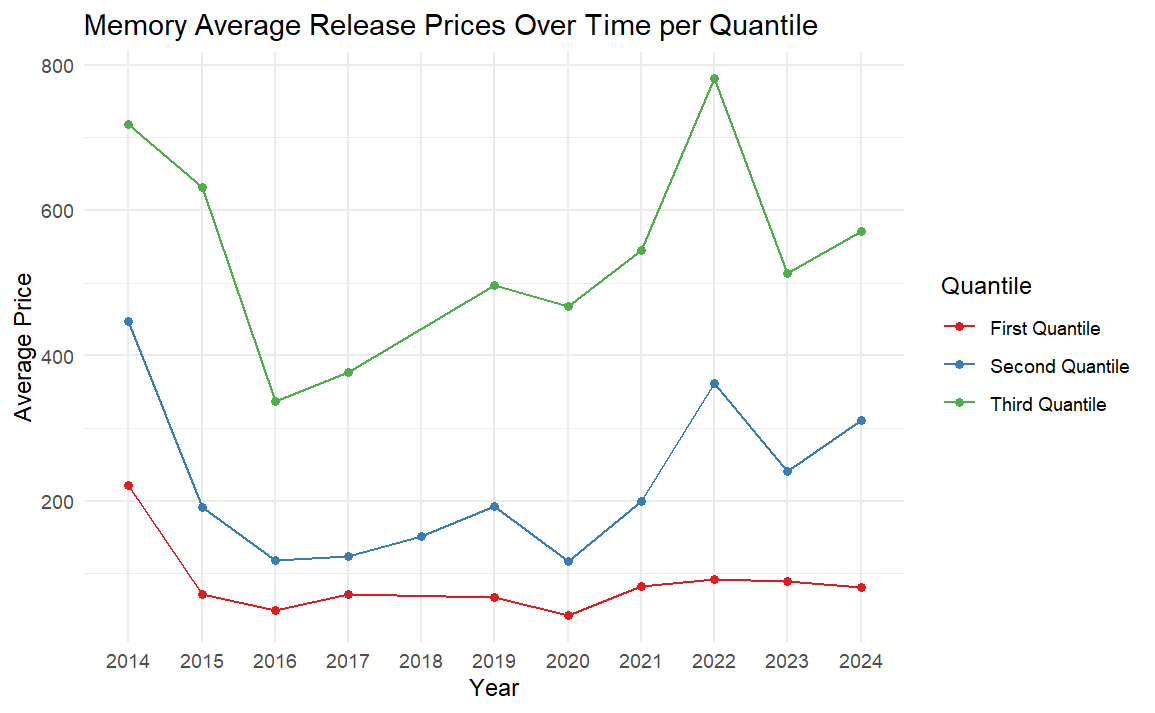 Memory Average Release Prices Over Time per Quantile
800
600
400
200
Average Price
2014 2015 2016 2017 2018 2019 2020 2021 2022 2023 2024
Year
Quantile
First Quantile
Second Quantile
Third Quantile